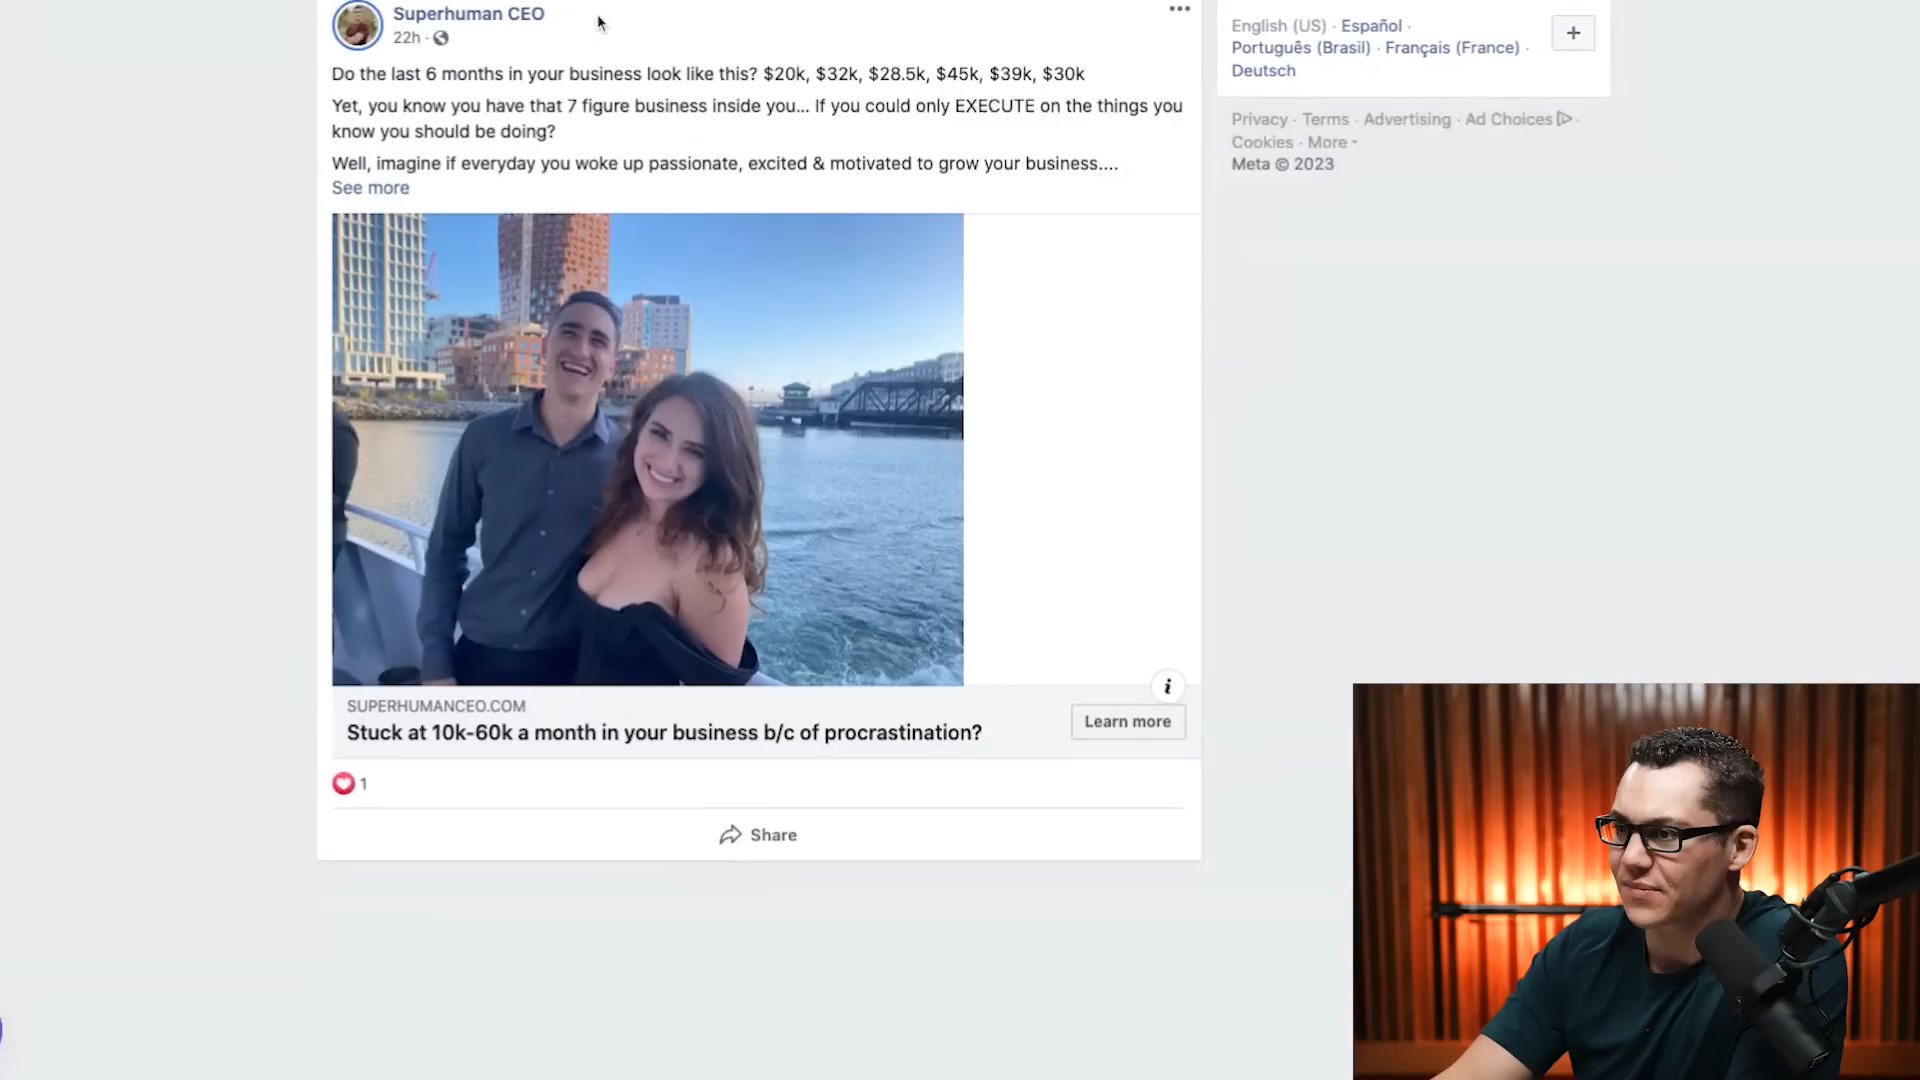 Superhuman CEO
22h ·
Do the last 6 months in your business look like this? $20k, $32k, $28.5k, $45k, $39k, $30k
Yet, you know you have that 7 figure business inside you... If you could only EXECUTE on the things you
know you should be doing?
Well, imagine if everyday you woke up passionate, excited & motivated to grow your business....
See more
SUPERHUMANCEO.COM
Stuck at 10k-60k a month in your business b/c of procrastination?
Learn more
1
Share
English (US) · Español ·
Português (Brasil) · Français (France) ·
Deutsch
Privacy · Terms · Advertising · Ad Choices ·
Cookies · More
Meta © 2023